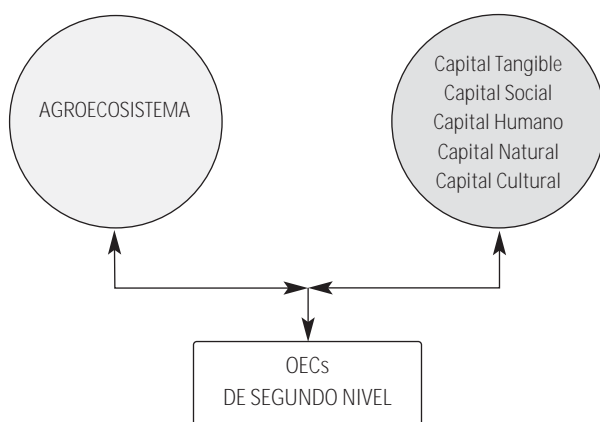 AGROECOSISTEMA
Capital Tangible
Capital Social
Capital Humano
Capital Natural
Capital Cultural
OECs
DE SEGUNDO NIVEL